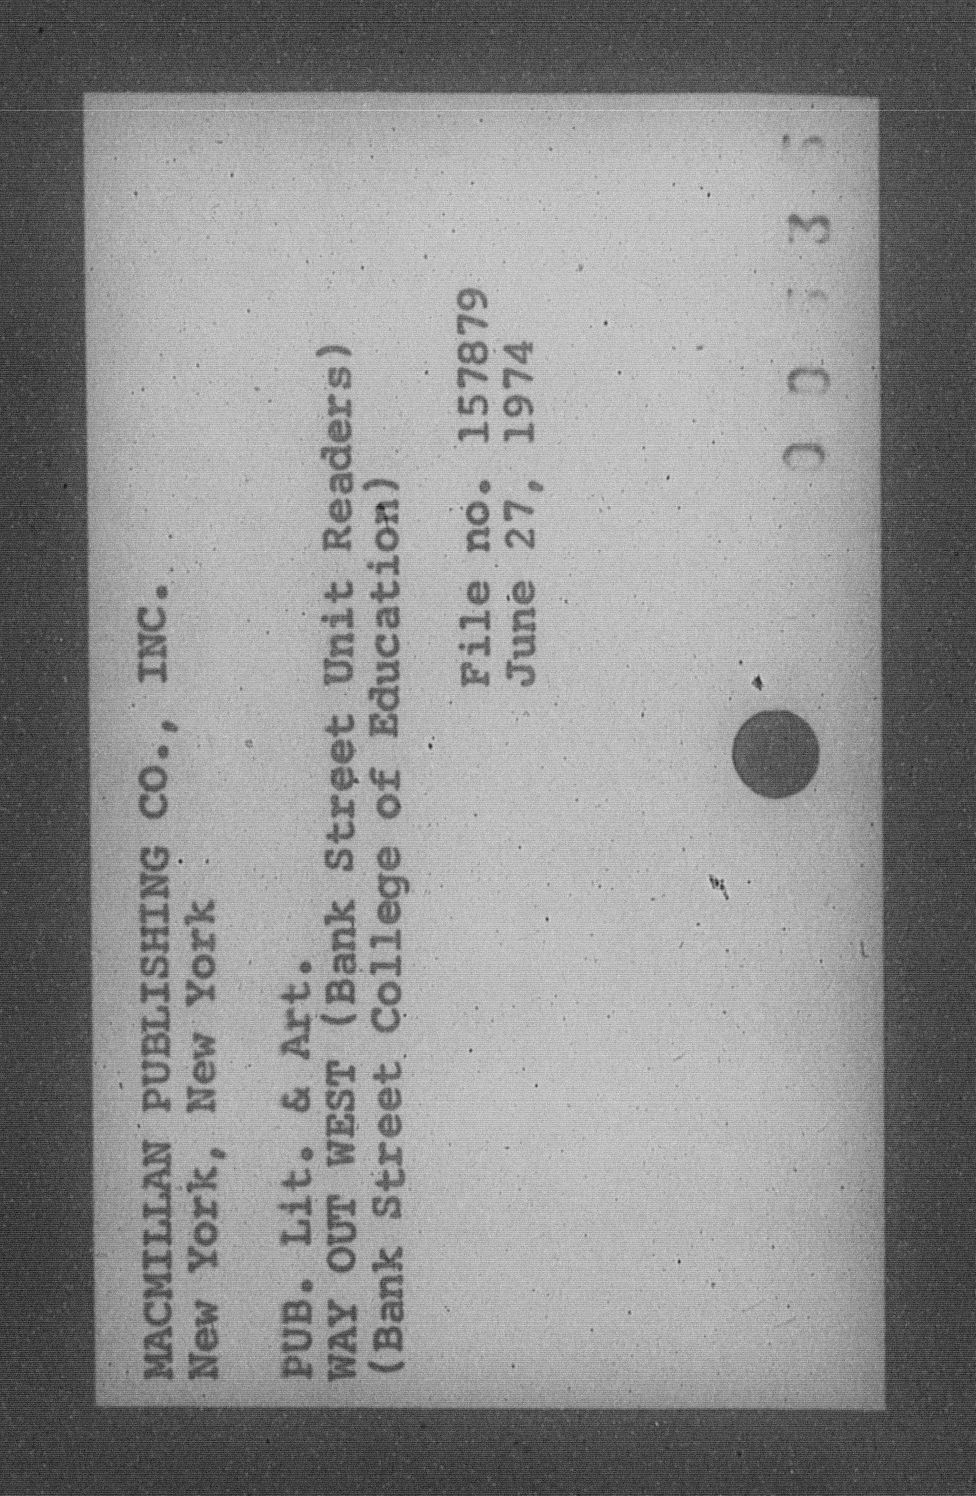 MACMILLAN PUBLISHING CO., INC.
New York, New York
PUB. Lit. & Art.
WAY OUT WEST (Bank Street Unit Readers)
(Bank Street College of Education)
File no. 157879
June 27, 1974